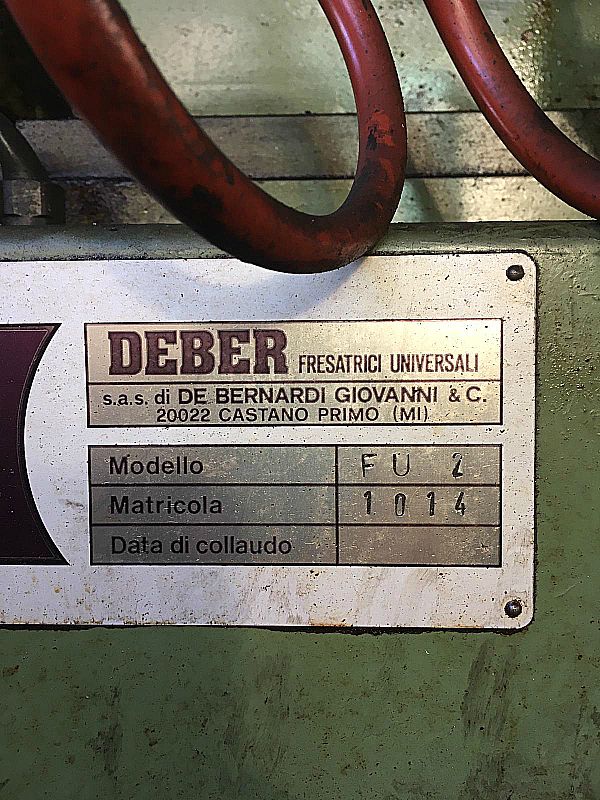 DEBER FRESATRICI UNIVERSALI
s.a.s. di DE BERNARDI GIOVANNI & C.
20022 CASTANO PRIMO (MI)
Modello FU 2
Matricola 1014
Data di collaudo